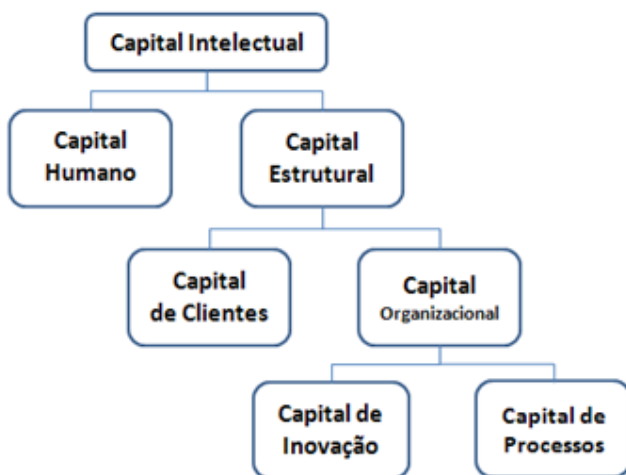 Capital Intelectual
Capital
Humano
Capital
Estrutural
Capital
de Clientes
Capital
Organizacional
Capital de
Inovação
Capital de
Processos